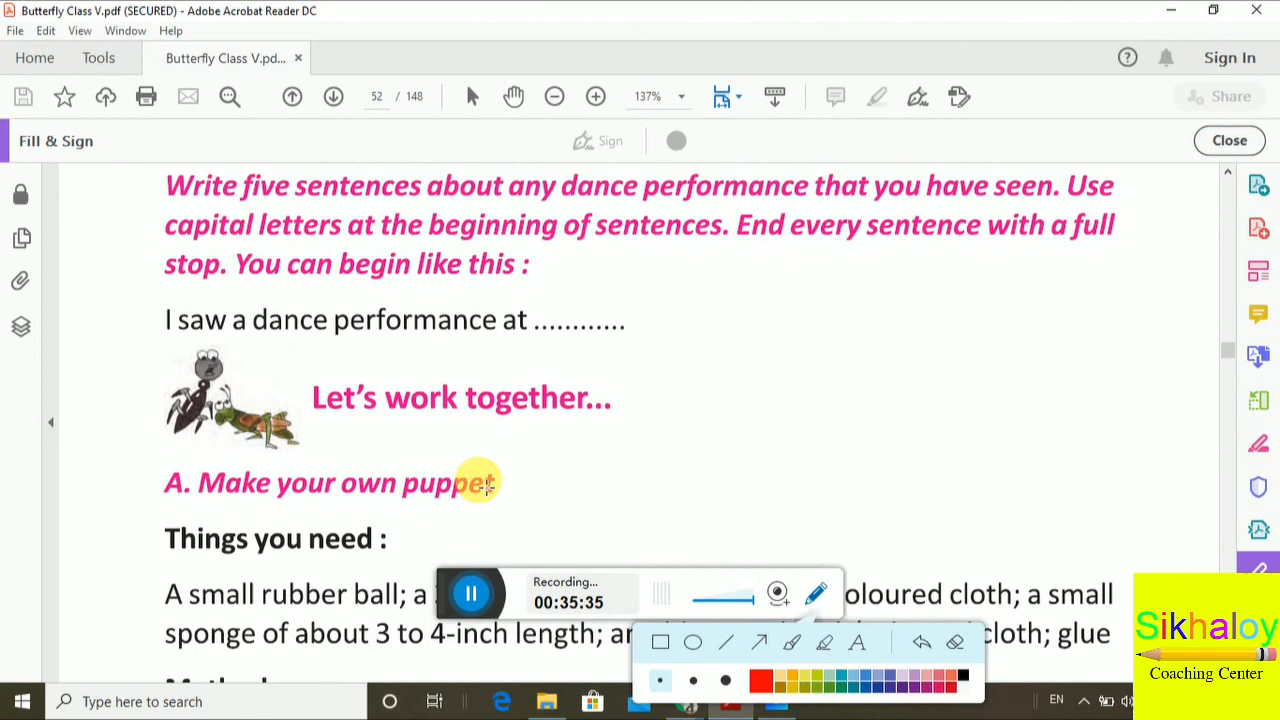 Butterfly Class V.pdf (SECURED) - Adobe Acrobat Reader DC
File Edit View Window Help
Home Tools Butterfly Class V.pd... × Sign In
52 / 148 137% Share
Fill & Sign Sign Close
Write five sentences about any dance performance that you have seen. Use
capital letters at the beginning of sentences. End every sentence with a full
stop. You can begin like this :
I saw a dance performance at ............
Let's work together...
A. Make your own puppet
Things you need :
Recording...
00:35:35
A small rubber ball; a oloured cloth; a small
sponge of about 3 to 4-inch length; cloth; glue
A
Sikhaloy
Coaching Center
Type here to search EN